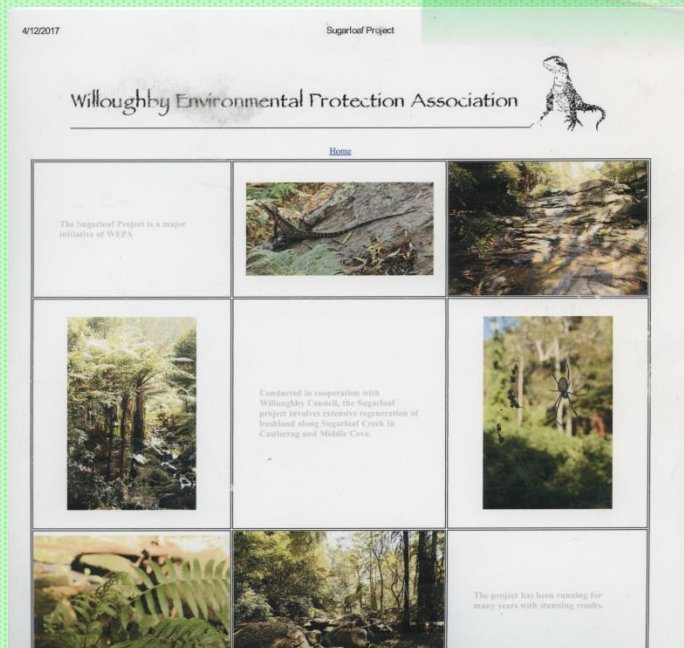 4/12/2017
Sugarloaf Project
Willoughby Environmental Protection Association
Home
The Sugarloaf Project is a major
initiative of WEPA
Conducted in cooperation with
Willoughby Council, the Sugarloaf
project involves extensive regeneration of
bushland along Sugarloaf Creek in
Castlecrag and Middle Cove.
The project has been running for
many years with stunning results.